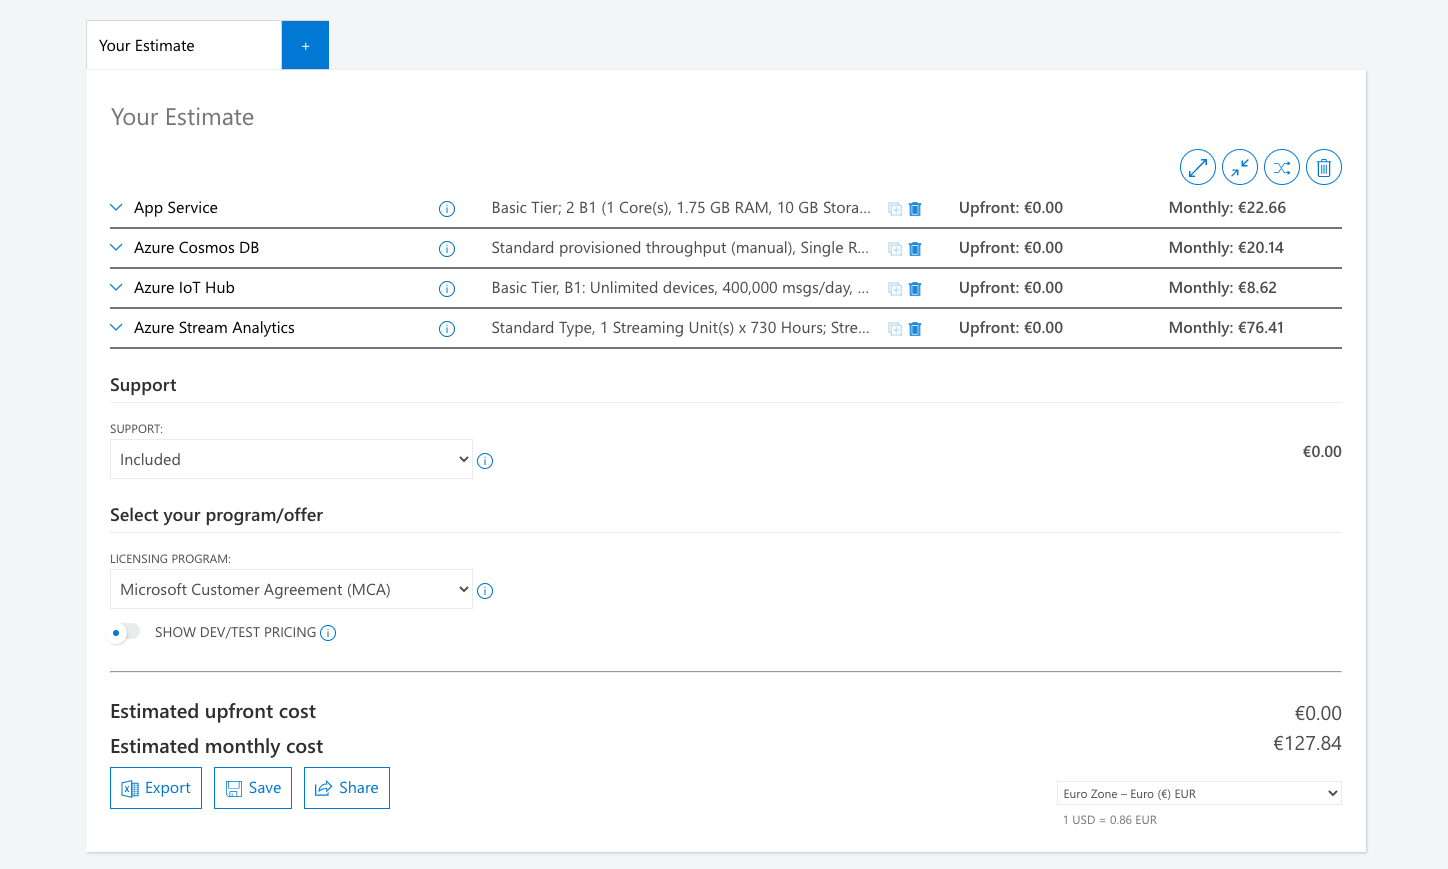 Your Estimate
+
Your Estimate
App Service Basic Tier; 2 B1 (1 Core(s), 1.75 GB RAM, 10 GB Stora... Upfront: €0.00 Monthly: €22.66
Azure Cosmos DB Standard provisioned throughput (manual), Single R... Upfront: €0.00 Monthly: €20.14
Azure IoT Hub Basic Tier, B1: Unlimited devices, 400,000 msgs/day, ... Upfront: €0.00 Monthly: €8.62
Azure Stream Analytics Standard Type, 1 Streaming Unit(s) x 730 Hours; Stre... Upfront: €0.00 Monthly: €76.41
Support
SUPPORT:
Included €0.00
Select your program/offer
LICENSING PROGRAM:
Microsoft Customer Agreement (MCA)
SHOW DEV/TEST PRICING
Estimated upfront cost €0.00
Estimated monthly cost €127.84
Export Save Share
Euro Zone – Euro (€) EUR
1 USD = 0.86 EUR